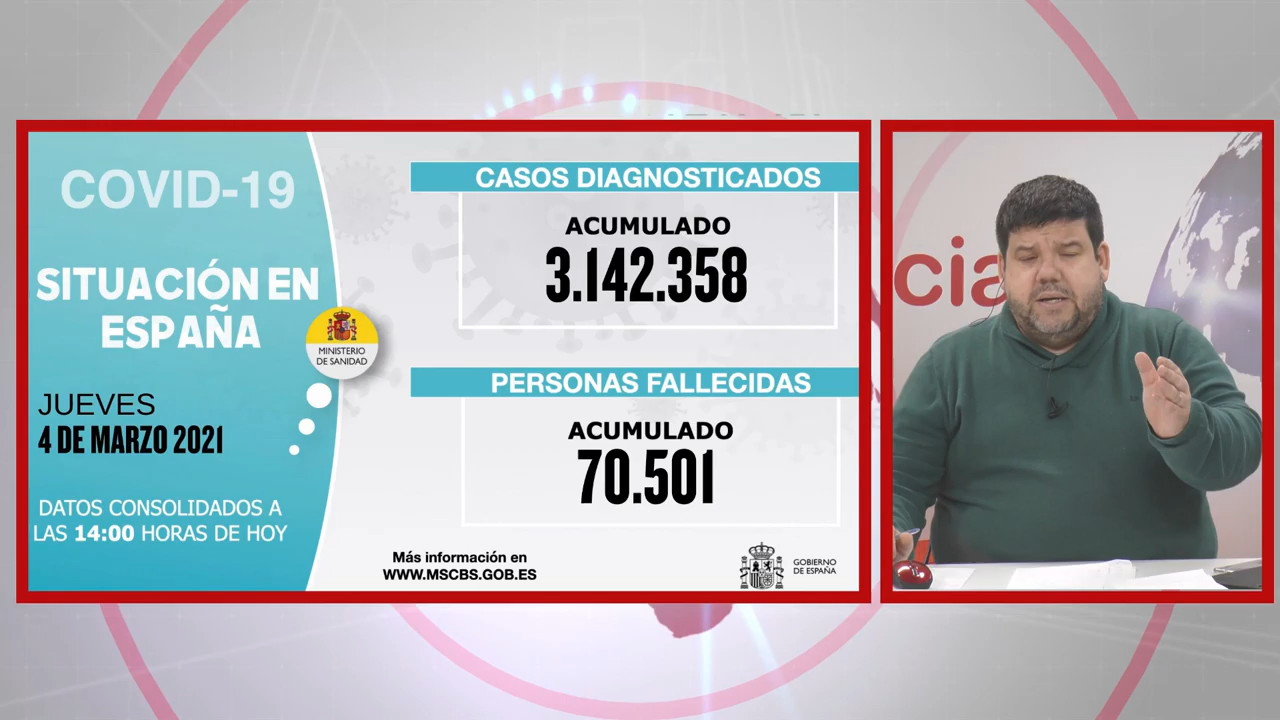 COVID-19
SITUACIÓN EN
ESPAÑA
MINISTERIO
DE SANIDAD
JUEVES
4 DE MARZO 2021
DATOS CONSOLIDADOS A
LAS 14:00 HORAS DE HOY
CASOS DIAGNOSTICADOS
ACUMULADO
3.142.358
PERSONAS FALLECIDAS
ACUMULADO
70.501
Más información en
WWW.MSCBS.GOB.ES
GOBIERNO
DE ESPAÑA
cia